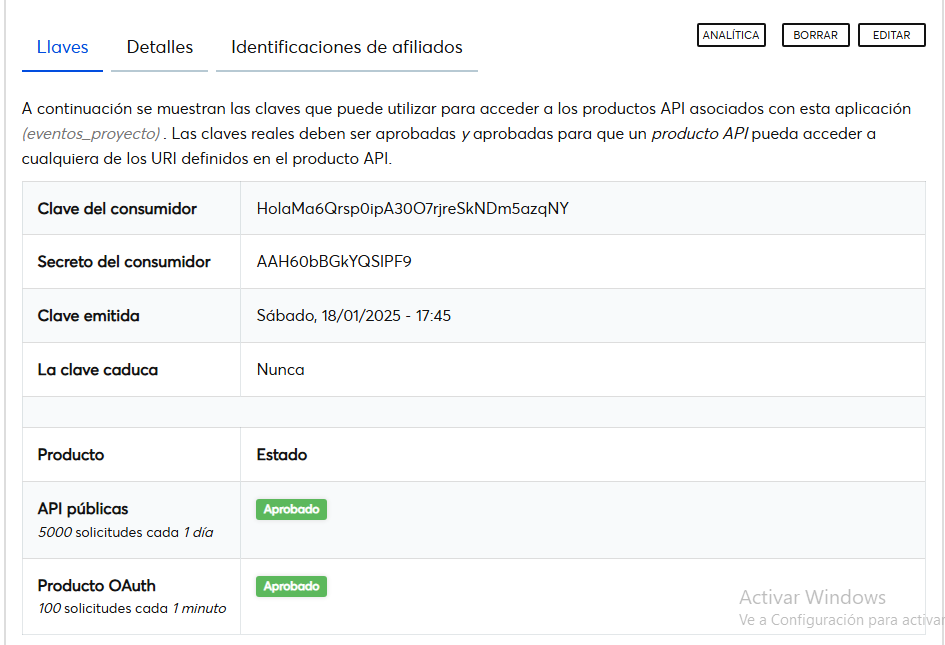 Llaves
Detalles
Identificaciones de afiliados
ANALÍTICA
BORRAR
EDITAR
A continuación se muestran las claves que puede utilizar para acceder a los productos API asociados con esta aplicación
(eventos_proyecto) . Las claves reales deben ser aprobadas y aprobadas para que un producto API pueda acceder a
cualquiera de los URI definidos en el producto API.
Clave del consumidor
HolaMa6Qrsp0ipA30O7rjreSkNDm5azqNY
Secreto del consumidor
AAH60bBGkYQSIPF9
Clave emitida
Sábado, 18/01/2025 - 17:45
La clave caduca
Nunca
Producto
Estado
API públicas
5000 solicitudes cada 1 día
Aprobado
Producto OAuth
100 solicitudes cada 1 minuto
Aprobado
Activar Windows
Ve a Configuración para activar